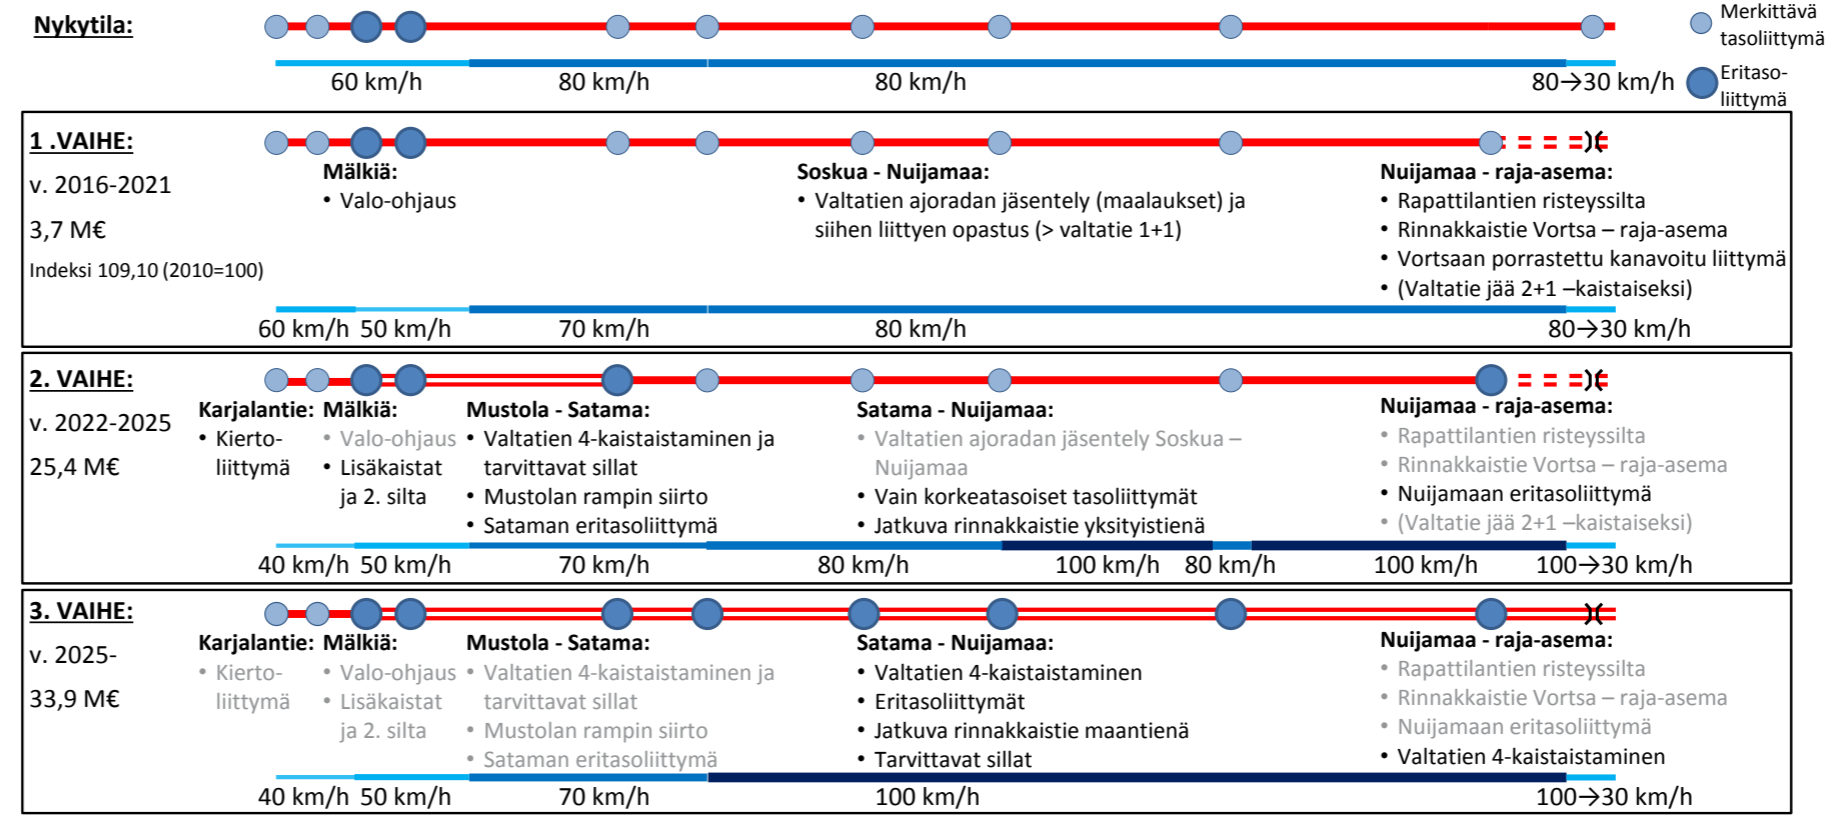 Nykytila:
Merkittävä
tasoliittymä
Eritaso-
liittymä
60 km/h
80 km/h
80 km/h
80→30 km/h
1 .VAIHE:
v. 2016-2021
3,7 M€
Indeksi 109,10 (2010=100)
Mälkiä:
• Valo-ohjaus
Soskua - Nuijamaa:
• Valtatien ajoradan jäsentely (maalaukset) ja
siihen liittyen opastus (> valtatie 1+1)
Nuijamaa - raja-asema:
• Rapattilantien risteyssilta
• Rinnakkaistie Vortsa – raja-asema
• Vortsaan porrastettu kanavoitu liittymä
• (Valtatie jää 2+1 –kaistaiseksi)
60 km/h
50 km/h
70 km/h
80 km/h
80→30 km/h
2. VAIHE:
v. 2022-2025
25,4 M€
Karjalantie:
• Kierto-
liittymä
Mälkiä:
• Valo-ohjaus
• Lisäkaistat
ja 2. silta
Mustola - Satama:
• Valtatien 4-kaistaistaminen ja
tarvittavat sillat
• Mustolan rampin siirto
• Sataman eritasoliittymä
Satama - Nuijamaa:
• Valtatien ajoradan jäsentely Soskua –
Nuijamaa
• Vain korkeatasoiset tasoliittymät
• Jatkuva rinnakkaistie yksityistienä
Nuijamaa - raja-asema:
• Rapattilantien risteyssilta
• Rinnakkaistie Vortsa – raja-asema
• Nuijamaan eritasoliittymä
• (Valtatie jää 2+1 –kaistaiseksi)
40 km/h
50 km/h
70 km/h
80 km/h
100 km/h
80 km/h
100 km/h
100→30 km/h
3. VAIHE:
v. 2025-
33,9 M€
Karjalantie:
• Kierto-
liittymä
Mälkiä:
• Valo-ohjaus
• Lisäkaistat
ja 2. silta
Mustola - Satama:
• Valtatien 4-kaistaistaminen ja
tarvittavat sillat
• Mustolan rampin siirto
• Sataman eritasoliittymä
Satama - Nuijamaa:
• Valtatien 4-kaistaistaminen
• Eritasoliittymät
• Jatkuva rinnakkaistie maantienä
• Tarvittavat sillat
Nuijamaa - raja-asema:
• Rapattilantien risteyssilta
• Rinnakkaistie Vortsa – raja-asema
• Nuijamaan eritasoliittymä
• Valtatien 4-kaistaistaminen
40 km/h
50 km/h
70 km/h
100 km/h
100→30 km/h